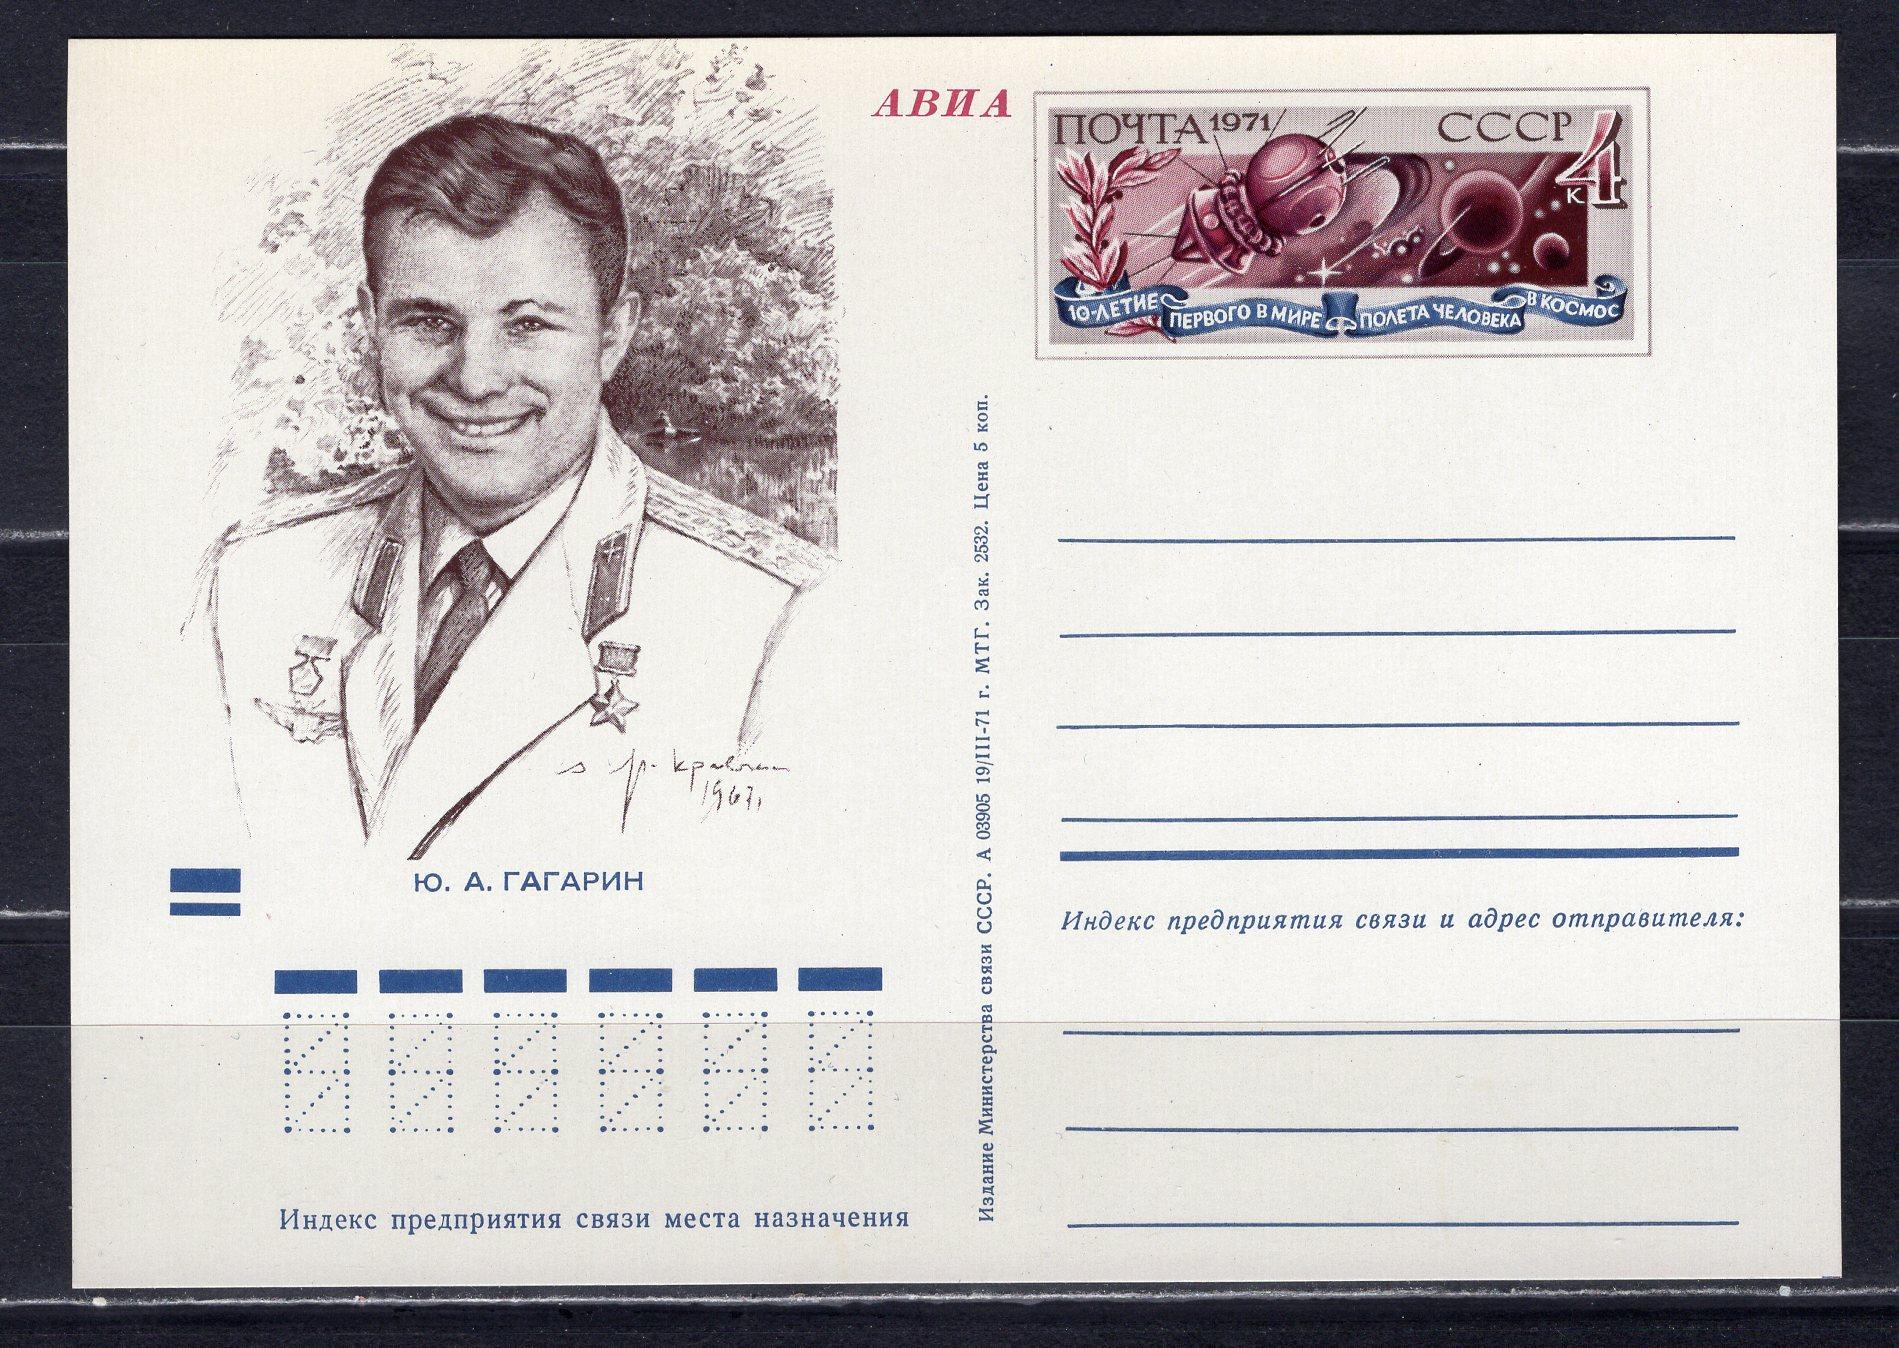 АВИА
ПОЧТА 1971
СССР
4
К.
10-ЛЕТИЕ ПЕРВОГО В МИРЕ ПОЛЕТА ЧЕЛОВЕКА В КОСМОС
1967г.
Ю. А. ГАГАРИН
Издание Министерства связи СССР. А 03905 19/III-71 г. МТГ. Зак. 2532. Цена 5 коп.
Индекс предприятия связи и адрес отправителя:
Индекс предприятия связи места назначения